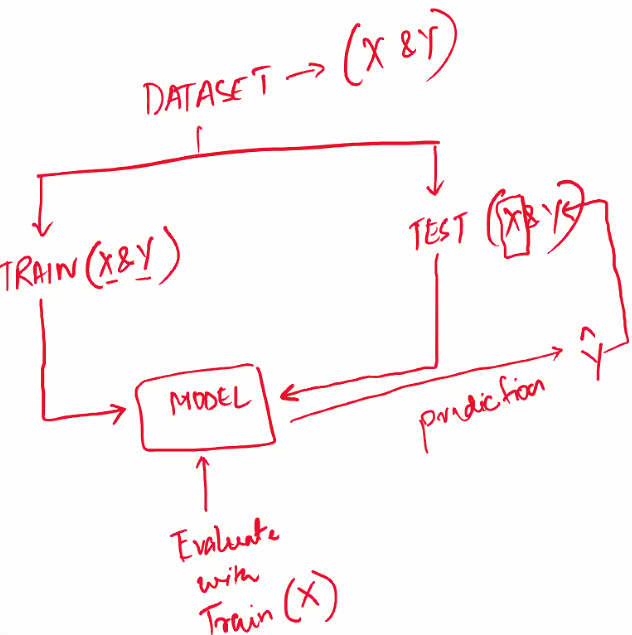 DATASET → (X & Y)
TRAIN (X & Y)
TEST (X & Y)
MODEL
prediction
Ŷ
Evaluate
with
Train (X)